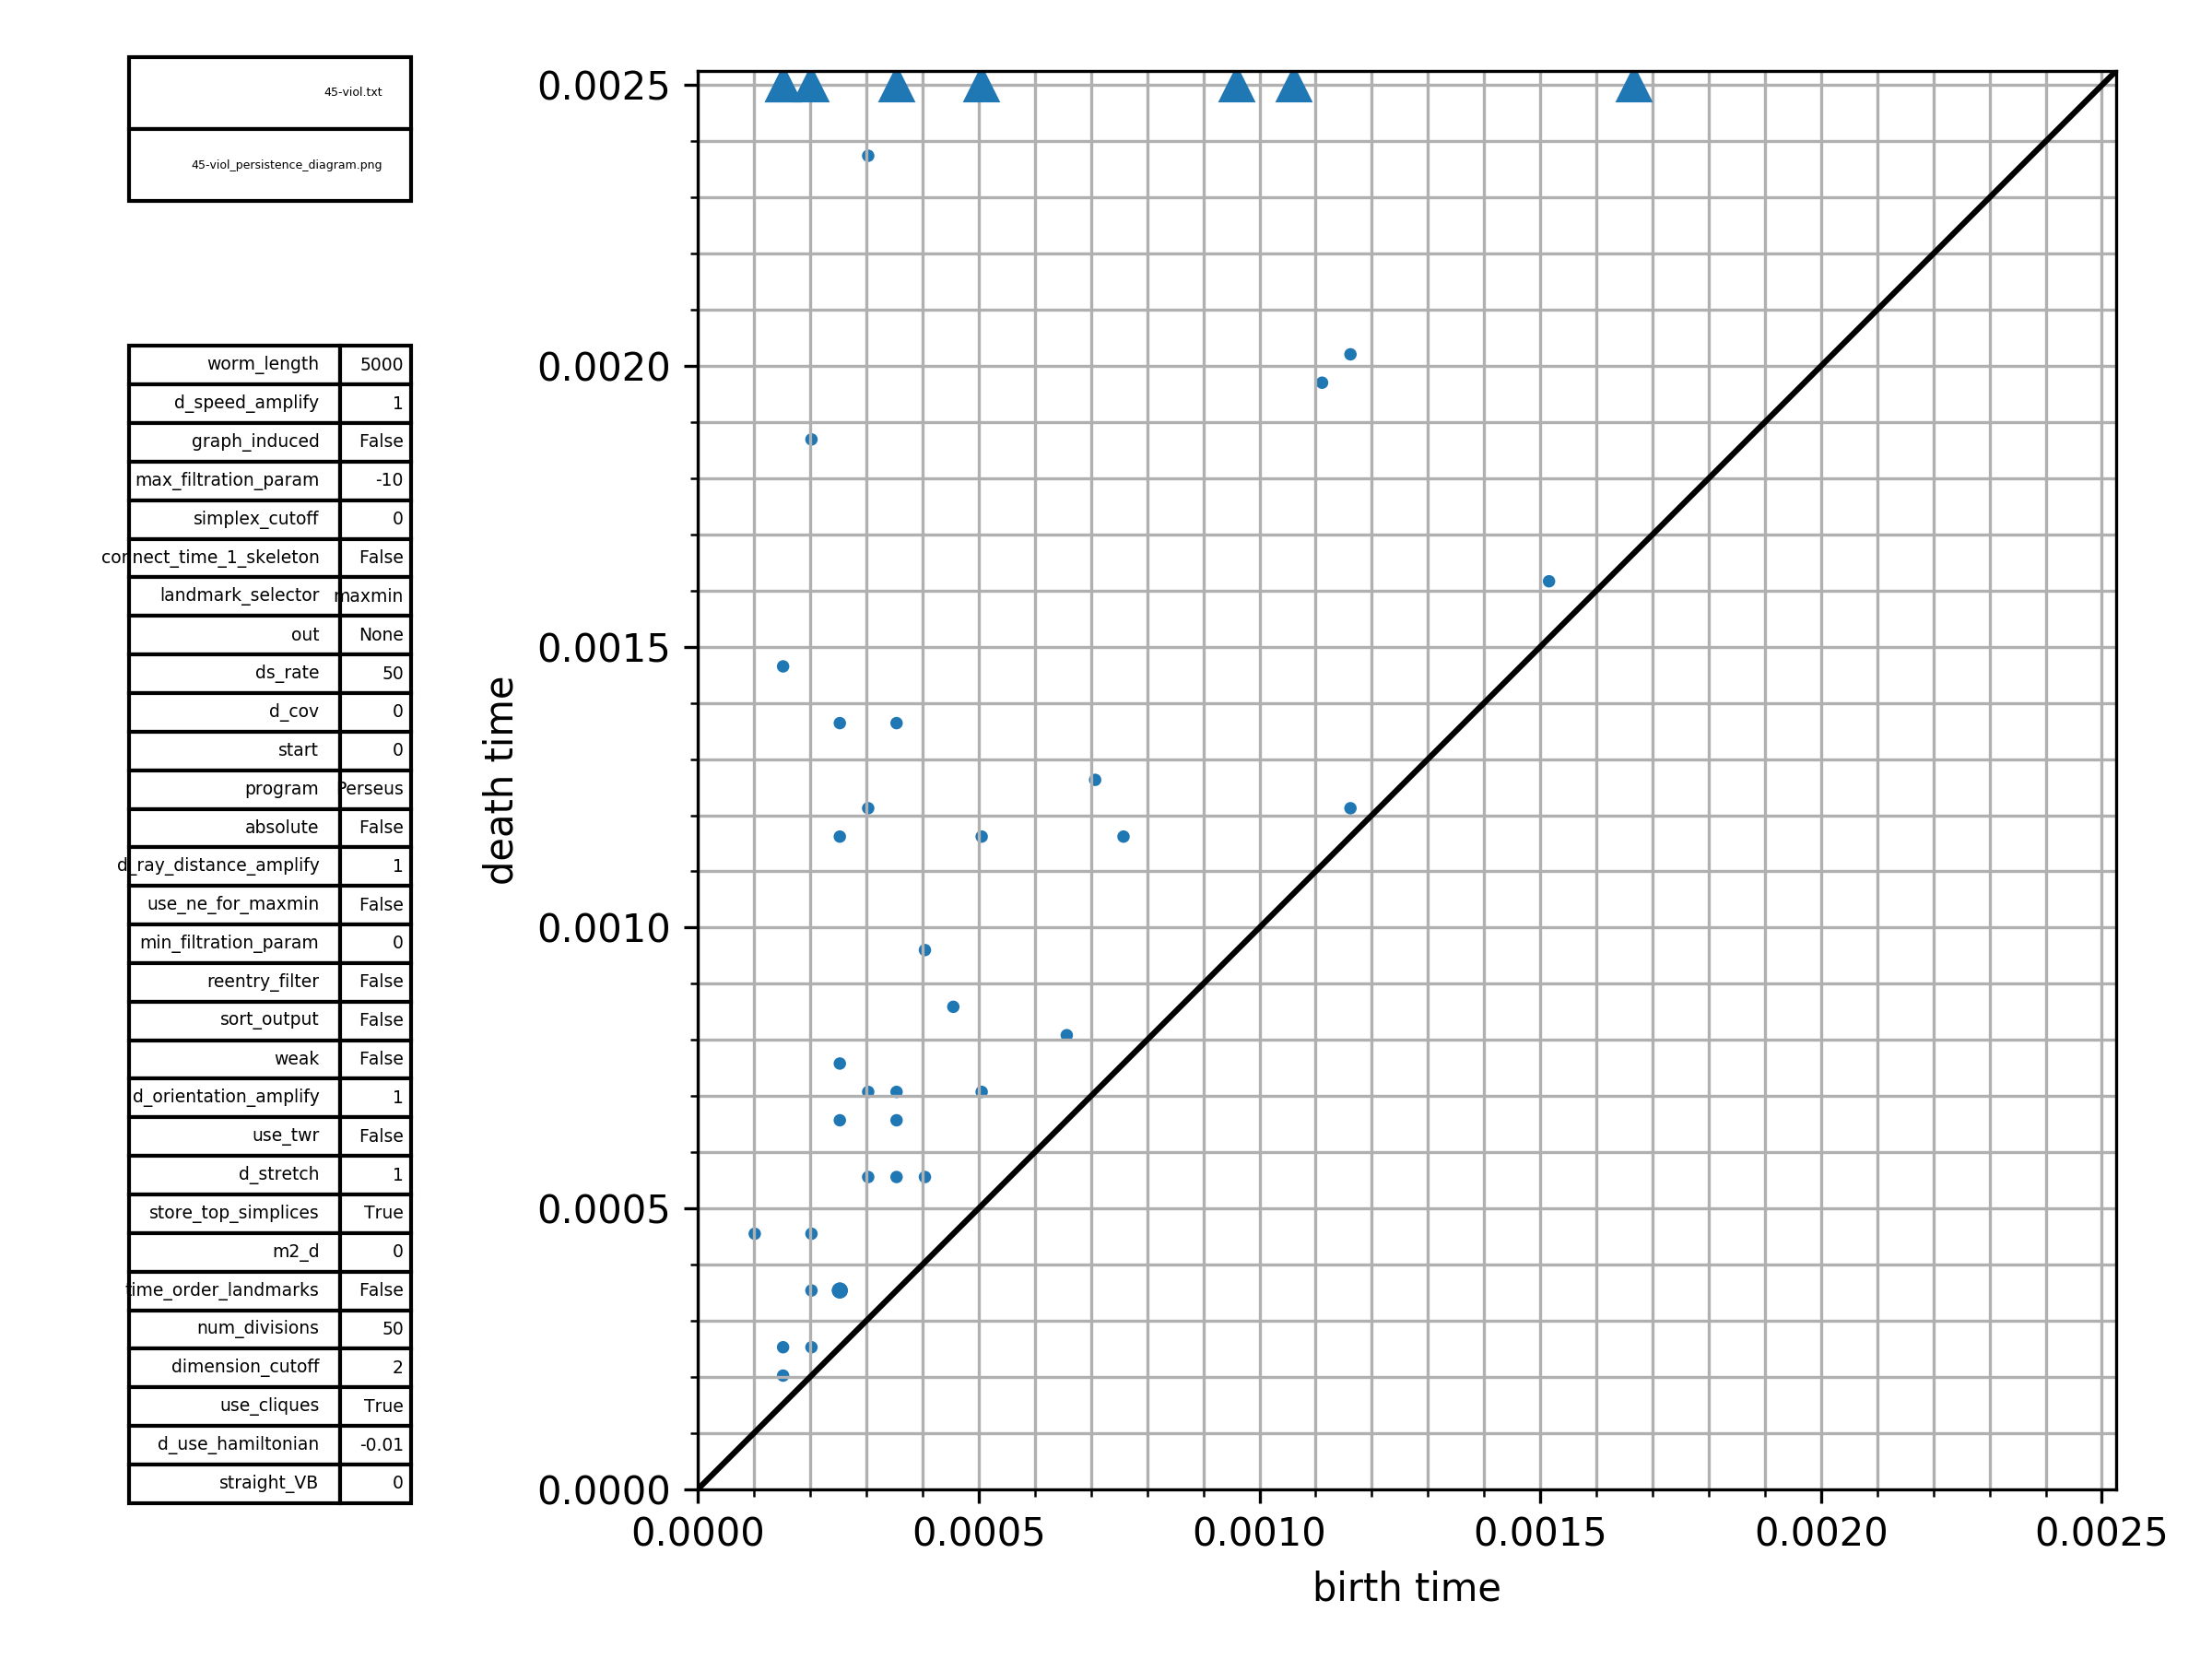 45-viol.txt
45-viol_persistence_diagram.png
worm_length 5000
d_speed_amplify 1
graph_induced False
max_filtration_param -10
simplex_cutoff 0
connect_time_1_skeleton False
landmark_selector maxmin
out None
ds_rate 50
d_cov 0
start 0
program Perseus
absolute False
d_ray_distance_amplify 1
use_ne_for_maxmin False
min_filtration_param 0
reentry_filter False
sort_output False
weak False
d_orientation_amplify 1
use_twr False
d_stretch 1
store_top_simplices True
m2_d 0
time_order_landmarks False
num_divisions 50
dimension_cutoff 2
use_cliques True
d_use_hamiltonian -0.01
straight_VB 0
death time
0.0025
0.0020
0.0015
0.0010
0.0005
0.0000
0.0000 0.0005 0.0010 0.0015 0.0020 0.0025
birth time